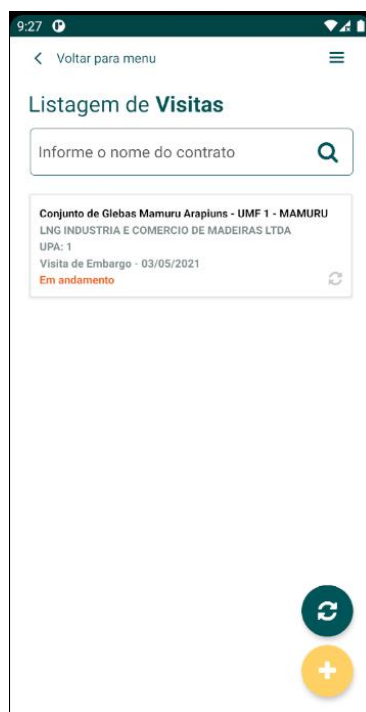 9:27
Voltar para menu
Listagem de Visitas
Informe o nome do contrato
Conjunto de Glebas Mamuru Arapiuns - UMF 1 - MAMURU
LNG INDUSTRIA E COMERCIO DE MADEIRAS LTDA
UPA: 1
Visita de Embargo - 03/05/2021
Em andamento